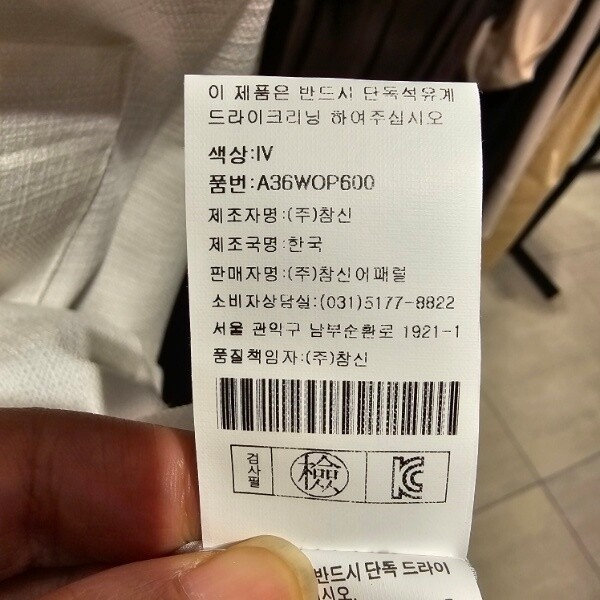 이 제품은 반드시 단독석유계
드라이크리닝 하여주십시오
색상:IV
품번:A36WOP600
제조자명:(주)참신
제조국명:한국
판매자명:(주)참신어패럴
소비자상담실:(031)5177-8822
서울 관악구 남부순환로 1921-1
품질책임자:(주)참신
검사필
檢
KC
반드시 단독 드라이
시오.